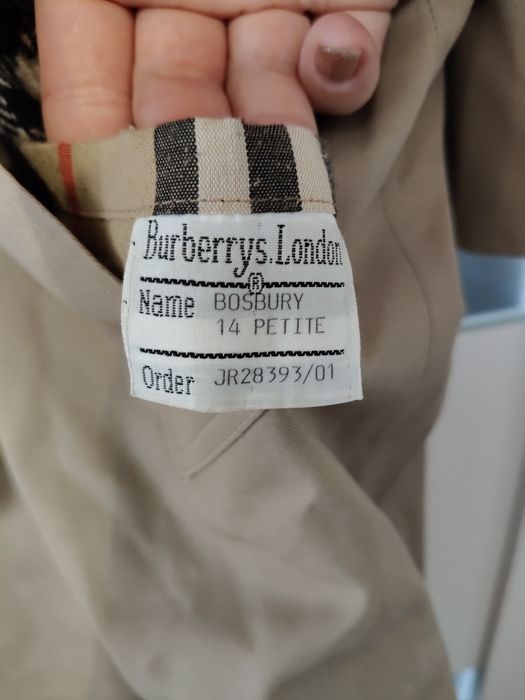 Burberrys.London
®
Name BOSBURY
14 PETITE
Order JR28393/01